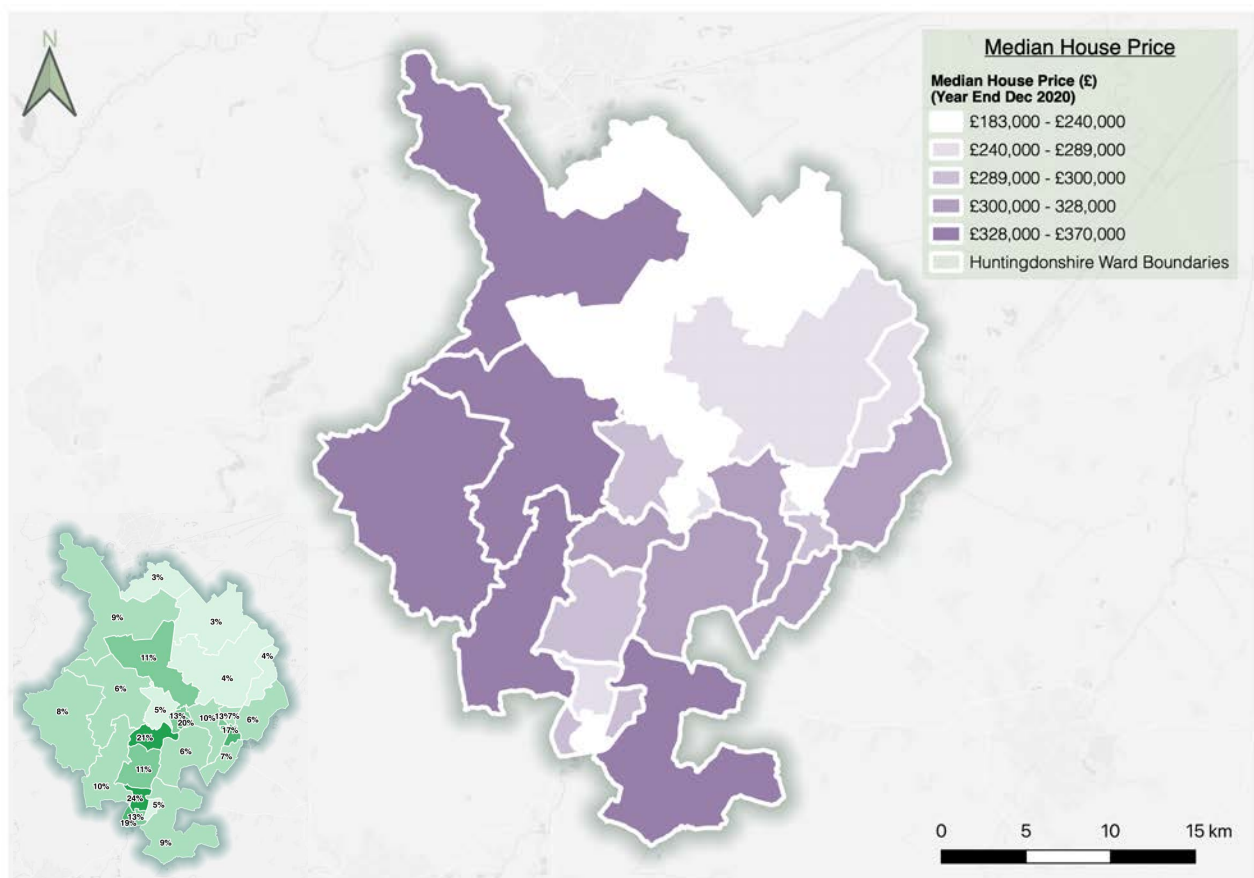 N
Median House Price
Median House Price (£)
(Year End Dec 2020)
£183,000 - £240,000
£240,000 - £289,000
£289,000 - £300,000
£300,000 - 328,000
£328,000 - £370,000
Huntingdonshire Ward Boundaries
3%
9%
3%
11%
4%
6%
4%
8%
5%
13%
20%
10%
13%
7%
6%
17%
21%
6%
7%
11%
10%
24%
5%
13%
19%
9%
0 5 10 15 km